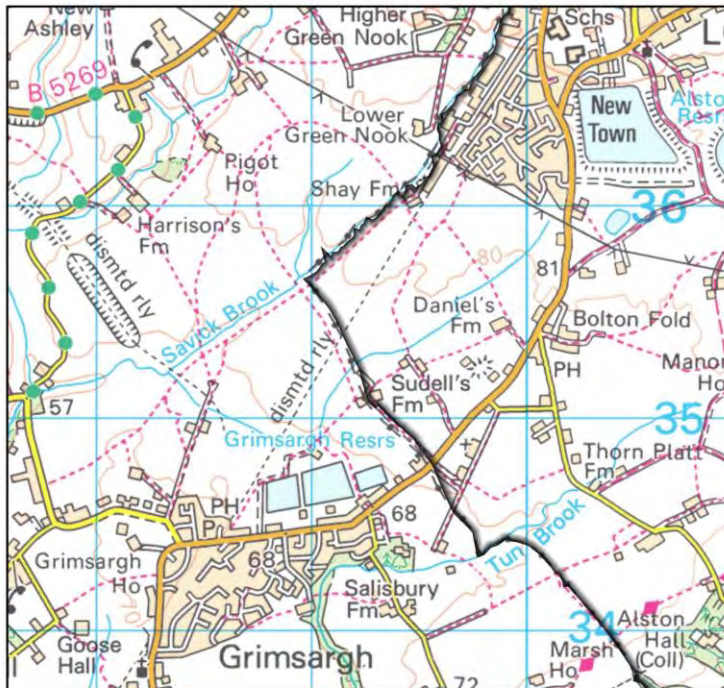 New
Ashley
Higher
Green Nook
Schs
B 5269
Lower
Green Nook
New
Town
Alston
Resr
Pigot
Ho
Shay Fm
36
Harrison's
Fm
dismtd rly
80
81
Savick Brook
Daniel's
Fm
Bolton Fold
dismtd rly
PH
Manor
Ho
Sudell's
Fm
57
35
Grimsargh Resrs
Thorn Platt
Fm
PH
68
Tun Brook
Grimsargh
Ho
68
Salisbury
Fm
34
Alston
Hall
(Coll)
Goose
Hall
Marsh
Ho
Grimsargh
72